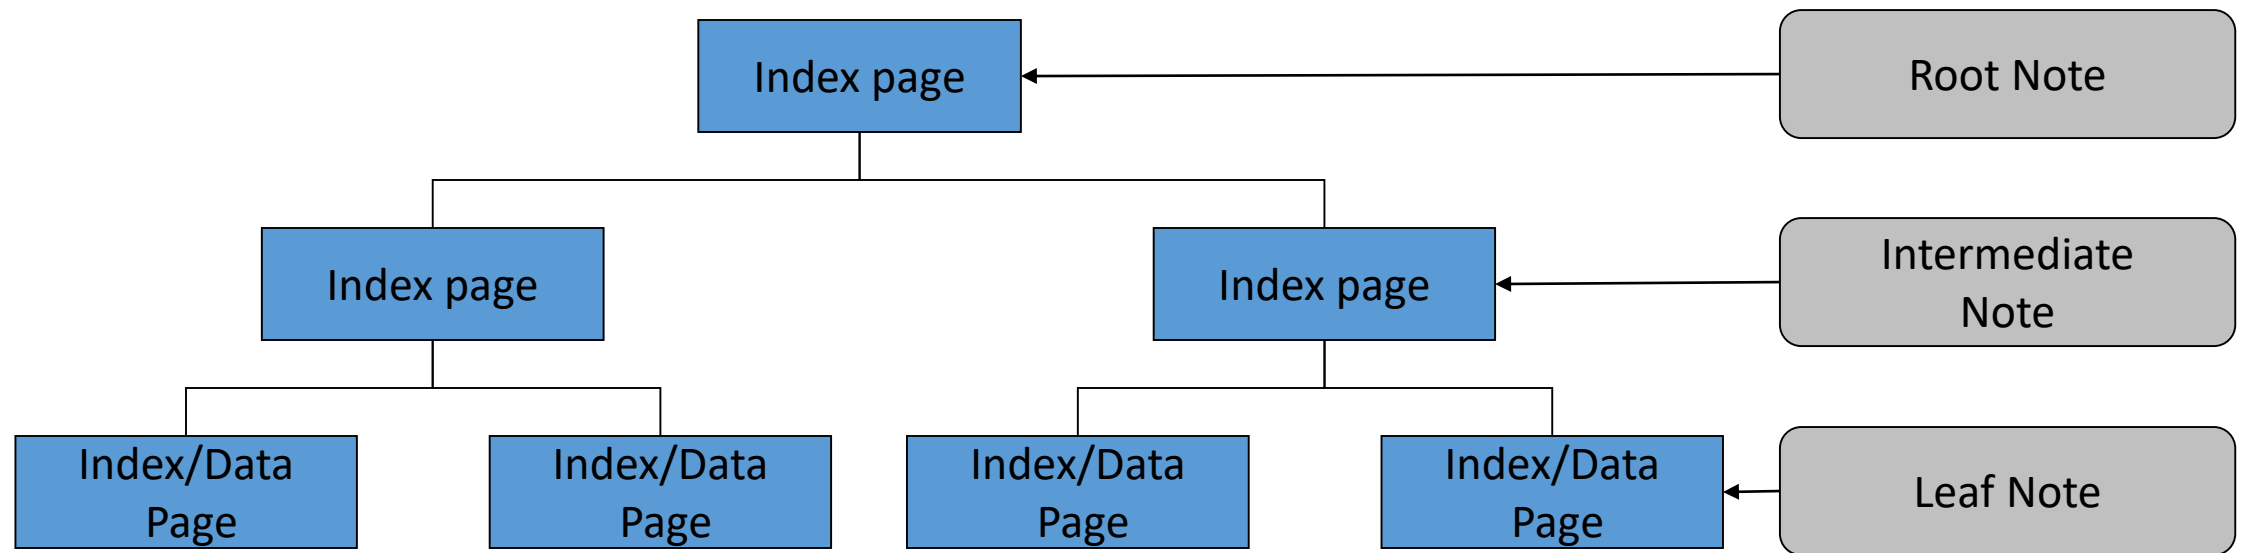 Index page
Root Note
Index page
Index page
Intermediate
Note
Index/Data
Page
Index/Data
Page
Index/Data
Page
Index/Data
Page
Leaf Note